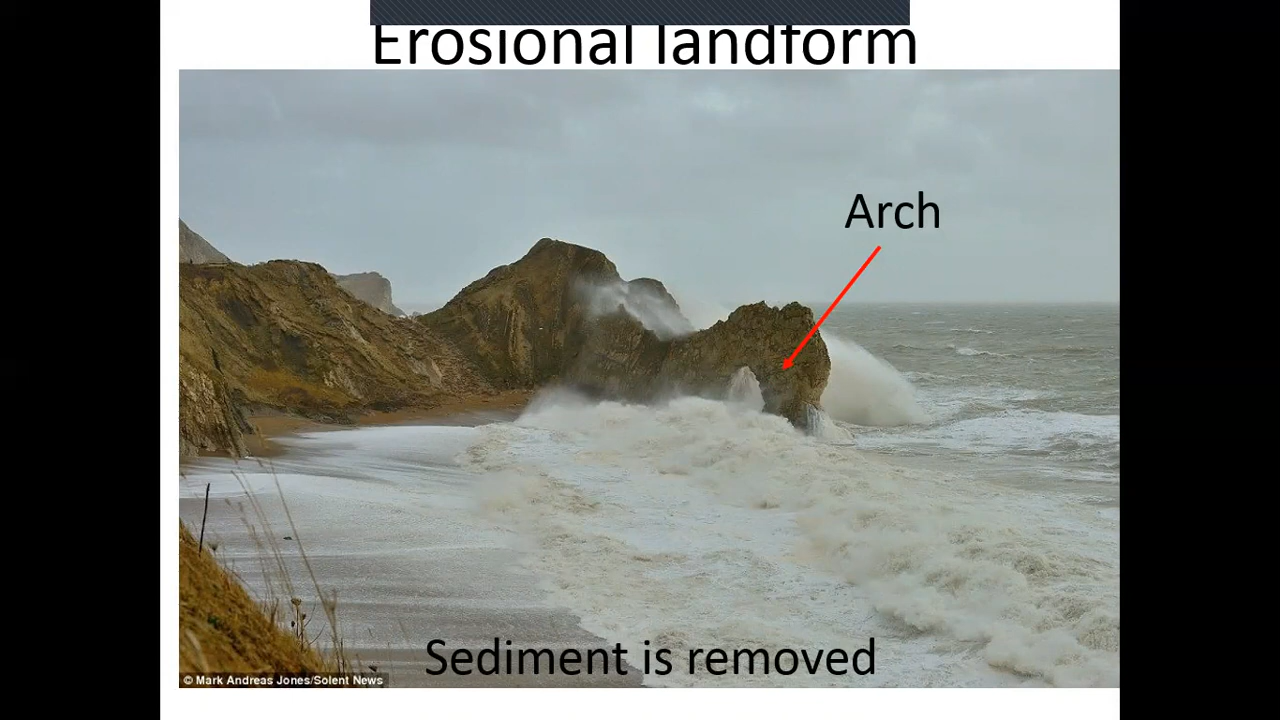 Erosional landform
Arch
Sediment is removed
© Mark Andreas Jones/Solent News